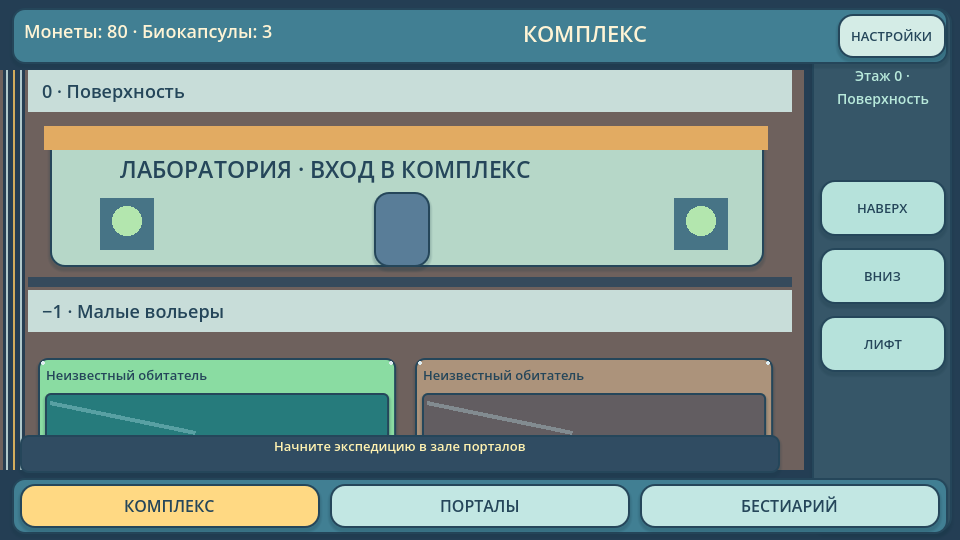 Монеты: 80 · Биокапсулы: 3
КОМПЛЕКС
НАСТРОЙКИ
Этаж 0 ·
Поверхность
0 · Поверхность
ЛАБОРАТОРИЯ · ВХОД В КОМПЛЕКС
НАВЕРХ
ВНИЗ
ЛИФТ
−1 · Малые вольеры
Неизвестный обитатель
Неизвестный обитатель
Начните экспедицию в зале порталов
КОМПЛЕКС
ПОРТАЛЫ
БЕСТИАРИЙ